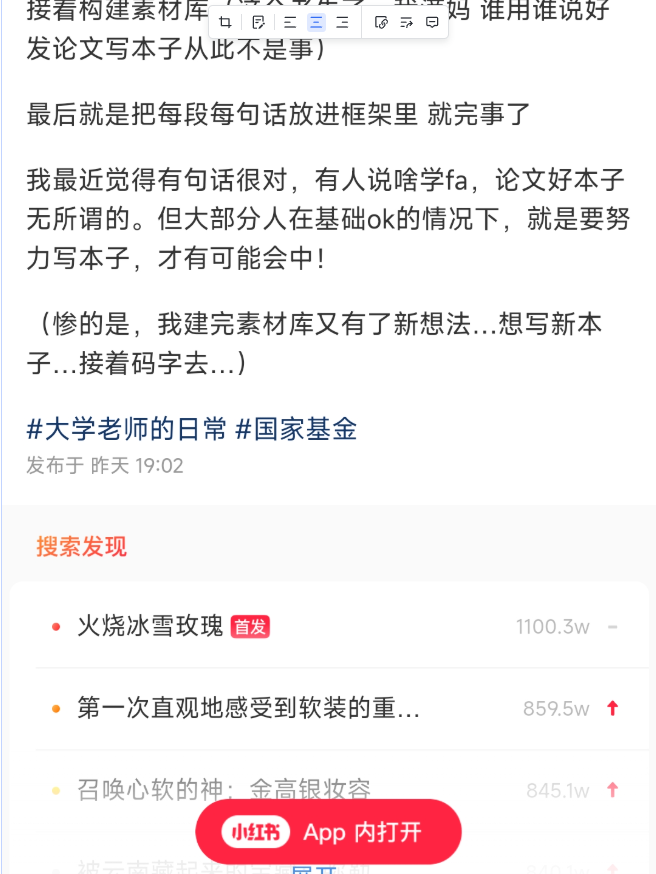 接着构建素材库
妈 谁用谁说好
发论文写本子从此不是事）
最后就是把每段每句话放进框架里 就完事了
我最近觉得有句话很对，有人说啥学fa，论文好本子
无所谓的。但大部分人在基础ok的情况下，就是要努
力写本子，才有可能会中！
（惨的是，我建完素材库又有了新想法...想写新本
子...接着码字去...）
#大学老师的日常 #国家基金
发布于 昨天 19:02
搜索发现
火烧冰雪玫瑰 首发 1100.3w
第一次直观地感受到软装的重... 859.5w
召唤心软的神：金高银妆容 845.1w
小红书 App 内打开
展开